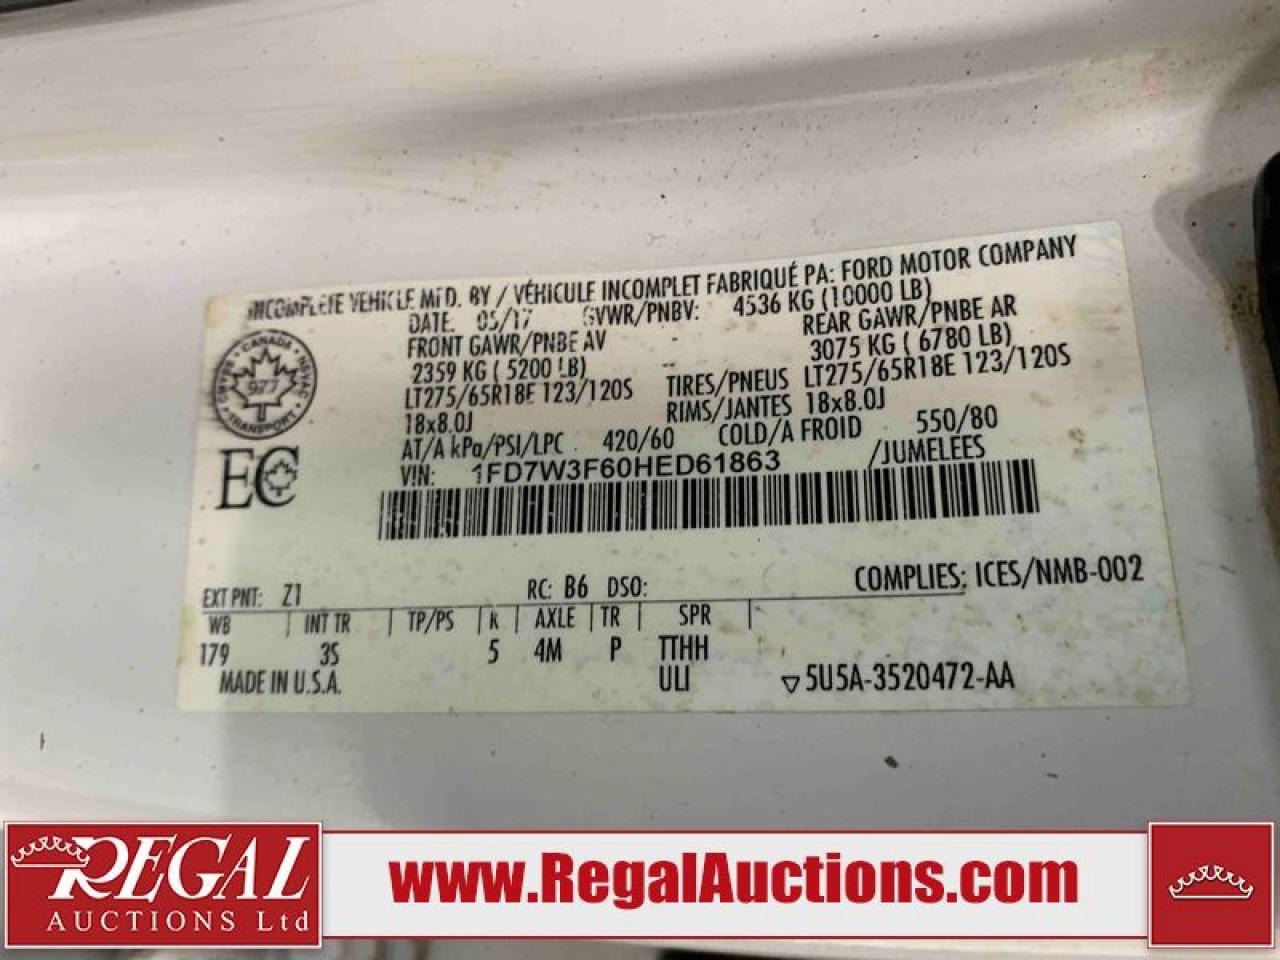 INCOMPLETE VEHICLE MFD. BY / VÉHICULE INCOMPLET FABRIQUÉ PA: FORD MOTOR COMPANY
DATE: 05/17 GVWR/PNBV: 4536 KG (10000 LB)
FRONT GAWR/PNBE AV REAR GAWR/PNBE AR
2359 KG ( 5200 LB) 3075 KG ( 6780 LB)
LT275/65R18E 123/120S TIRES/PNEUS LT275/65R18E 123/120S
18x8.0J RIMS/JANTES 18x8.0J
AT/A kPa/PSI/LPC 420/60 COLD/A FROID 550/80
VIN: 1FD7W3F60HED61863 /JUMELEES
CANADA
NSVAC
TRANSPORT
977
EC
EXT PNT: Z1 RC: B6 DSO: COMPLIES: ICES/NMB-002
WB | INT TR | TP/PS | R | AXLE | TR | SPR |
179 3S 5 4M P TTHH
MADE IN U.S.A. ULI ▽5U5A-3520472-AA
REGAL
AUCTIONS Ltd
www.RegalAuctions.com